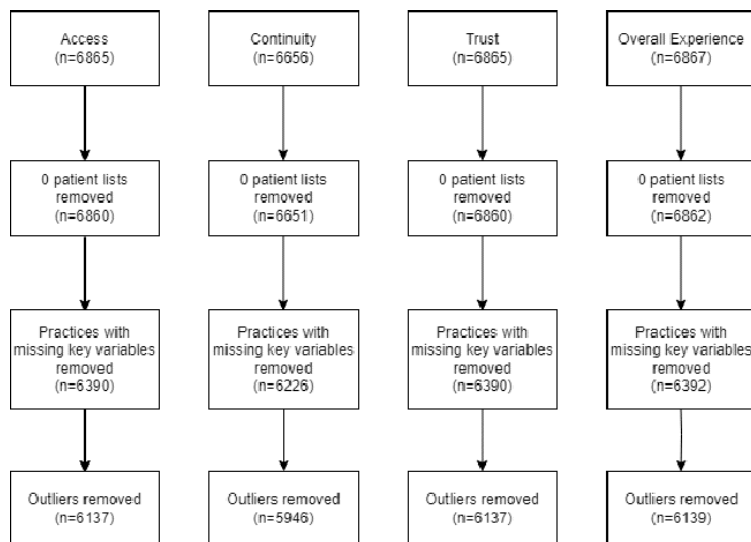 Access
(n=6865)
Continuity
(n=6656)
Trust
(n=6865)
Overall Experience
(n=6867)
0 patient lists
removed
(n=6860)
0 patient lists
removed
(n=6651)
0 patient lists
removed
(n=6860)
0 patient lists
removed
(n=6862)
Practices with
missing key variables
removed
(n=6390)
Practices with
missing key variables
removed
(n=6226)
Practices with
missing key variables
removed
(n=6390)
Practices with
missing key variables
removed
(n=6392)
Outliers removed
(n=6137)
Outliers removed
(n=5946)
Outliers removed
(n=6137)
Outliers removed
(n=6139)